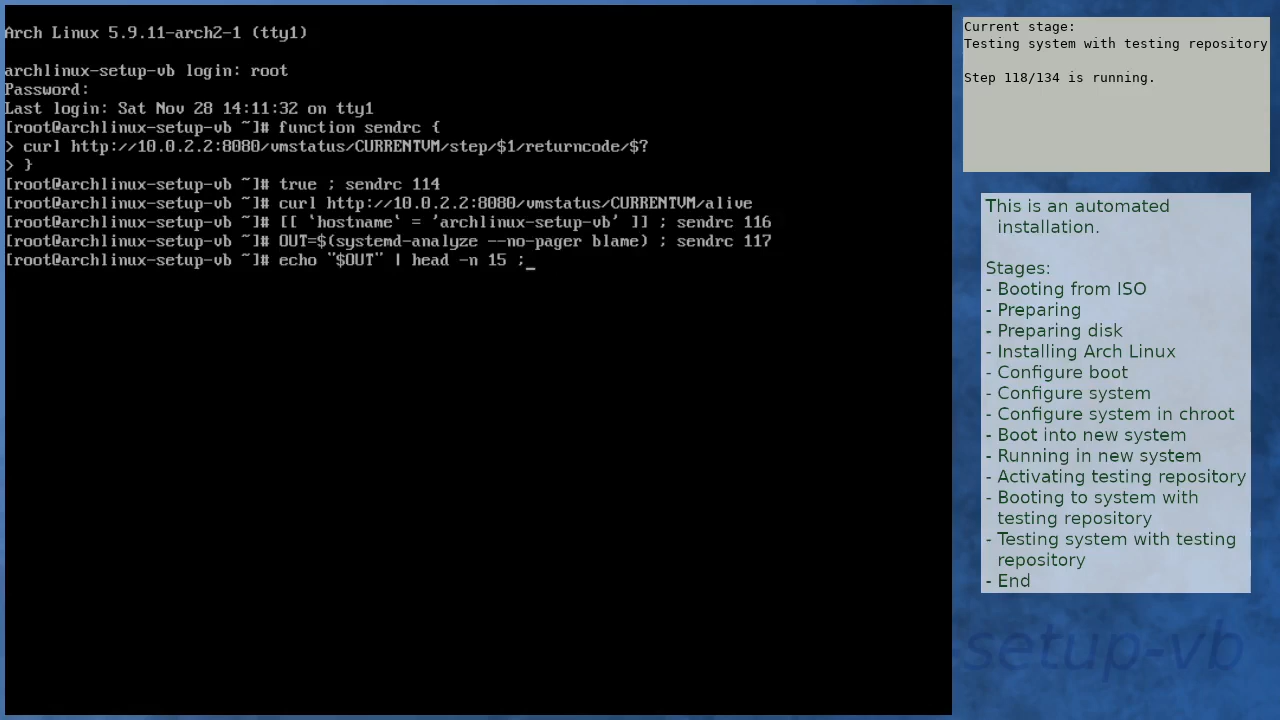 Arch Linux 5.9.11-arch2-1 (tty1)
archlinux-setup-vb login: root
Password:
Last login: Sat Nov 28 14:11:32 on tty1
[root@archlinux-setup-vb ~]# function sendrc {
> curl http://10.0.2.2:8080/vmstatus/CURRENTVM/step/$1/returncode/$?
> }
[root@archlinux-setup-vb ~]# true ; sendrc 114
[root@archlinux-setup-vb ~]# curl http://10.0.2.2:8080/vmstatus/CURRENTVM/alive
[root@archlinux-setup-vb ~]# [[ `hostname` = 'archlinux-setup-vb' ]] ; sendrc 116
[root@archlinux-setup-vb ~]# OUT=$(systemd-analyze --no-pager blame) ; sendrc 117
[root@archlinux-setup-vb ~]# echo "$OUT" | head -n 15 ;_
Current stage:
Testing system with testing repository
Step 118/134 is running.
This is an automated
installation.
Stages:
- Booting from ISO
- Preparing
- Preparing disk
- Installing Arch Linux
- Configure boot
- Configure system
- Configure system in chroot
- Boot into new system
- Running in new system
- Activating testing repository
- Booting to system with
testing repository
- Testing system with testing
repository
- End
setup-vb